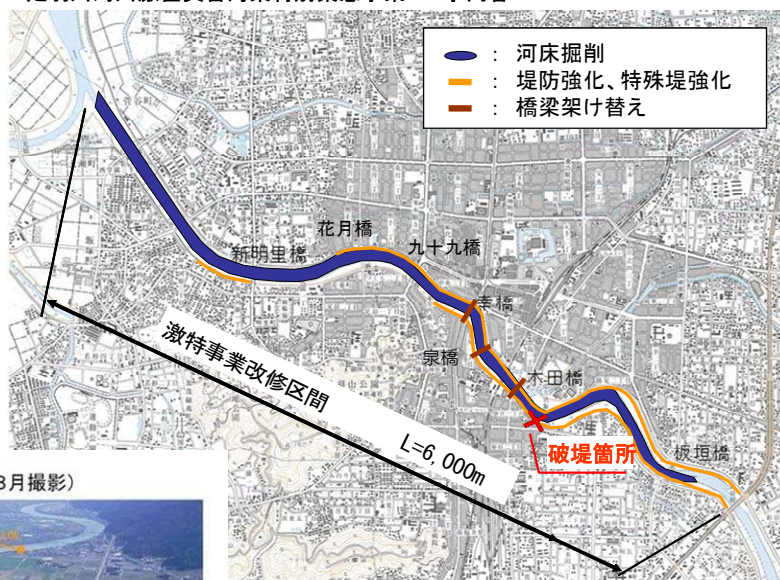 ： 河床掘削
： 堤防強化、特殊堤強化
： 橋梁架け替え
花月橋
新明里橋
九十九橋
幸橋
泉橋
木田橋
板垣橋
激特事業改修区間
L=6,000m
破堤箇所
月撮影）